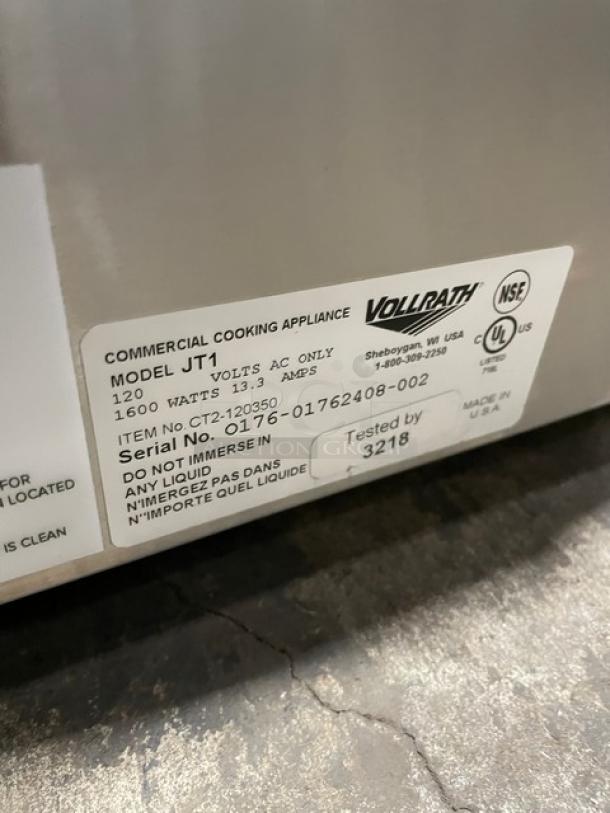 COMMERCIAL COOKING APPLIANCE
MODEL JT1
120 VOLTS AC ONLY
1600 WATTS 13.3 AMPS
ITEM No. CT2-120350
Serial No. 0176-01762408-002
DO NOT IMMERSE IN
ANY LIQUID
N'IMERGEZ PAS DANS
N''IMPORTE QUEL LIQUIDE
VOLLRATH
Sheboygan, WI USA
1-800-309-2250
NSF
C UL US
LISTED
Tested by
3218
MADE IN
U.S.A.
FOR
LOCATED
IS CLEAN